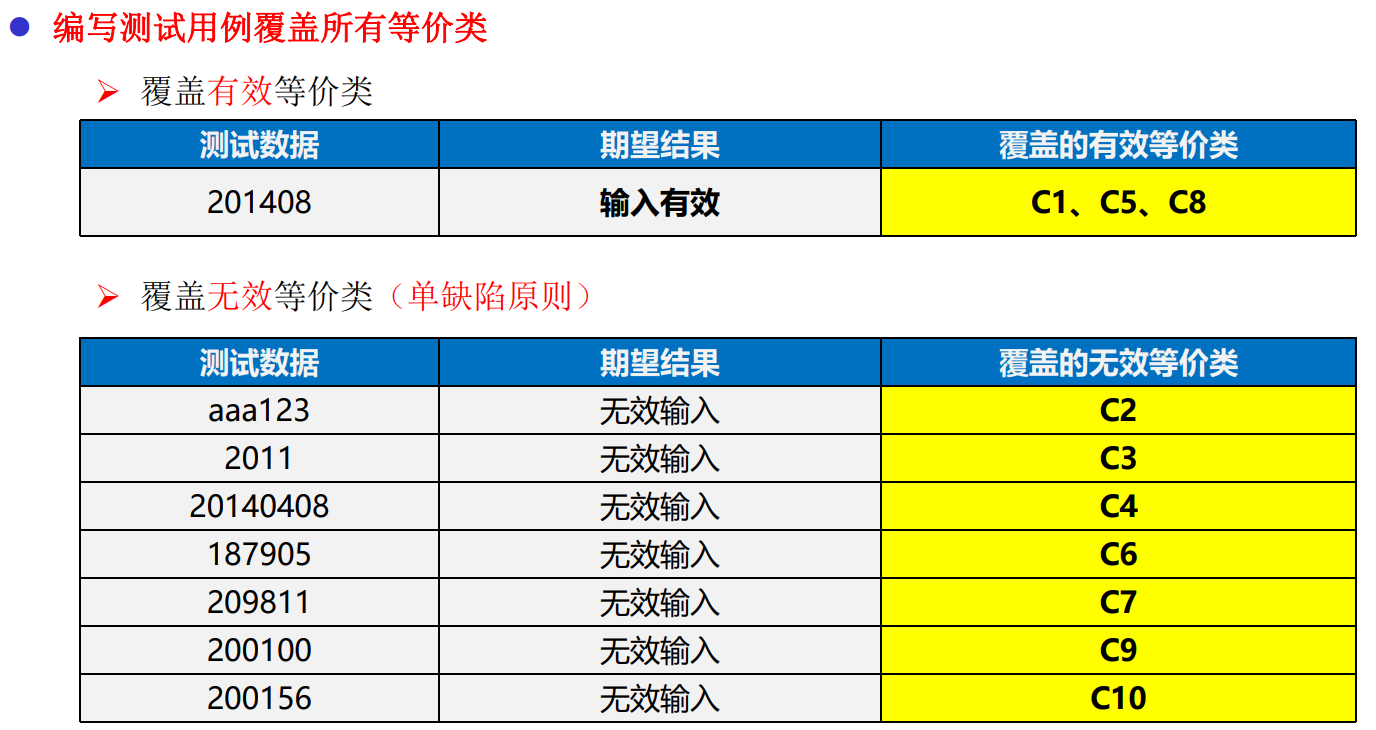 编写测试用例覆盖所有等价类
覆盖有效等价类
测试数据 期望结果 覆盖的有效等价类
201408 输入有效 C1、C5、C8
覆盖无效等价类（单缺陷原则）
测试数据 期望结果 覆盖的无效等价类
aaa123 无效输入 C2
2011 无效输入 C3
20140408 无效输入 C4
187905 无效输入 C6
209811 无效输入 C7
200100 无效输入 C9
200156 无效输入 C10